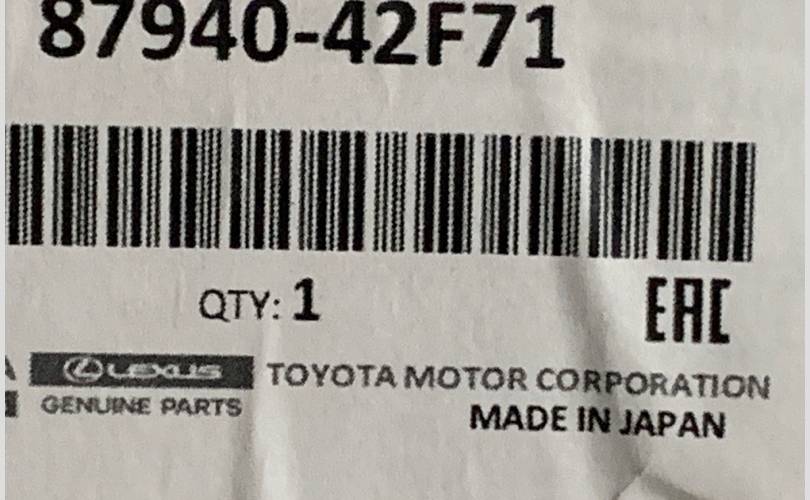 87940-42F71
QTY: 1
EAC
LEXUS TOYOTA MOTOR CORPORATION
GENUINE PARTS
MADE IN JAPAN